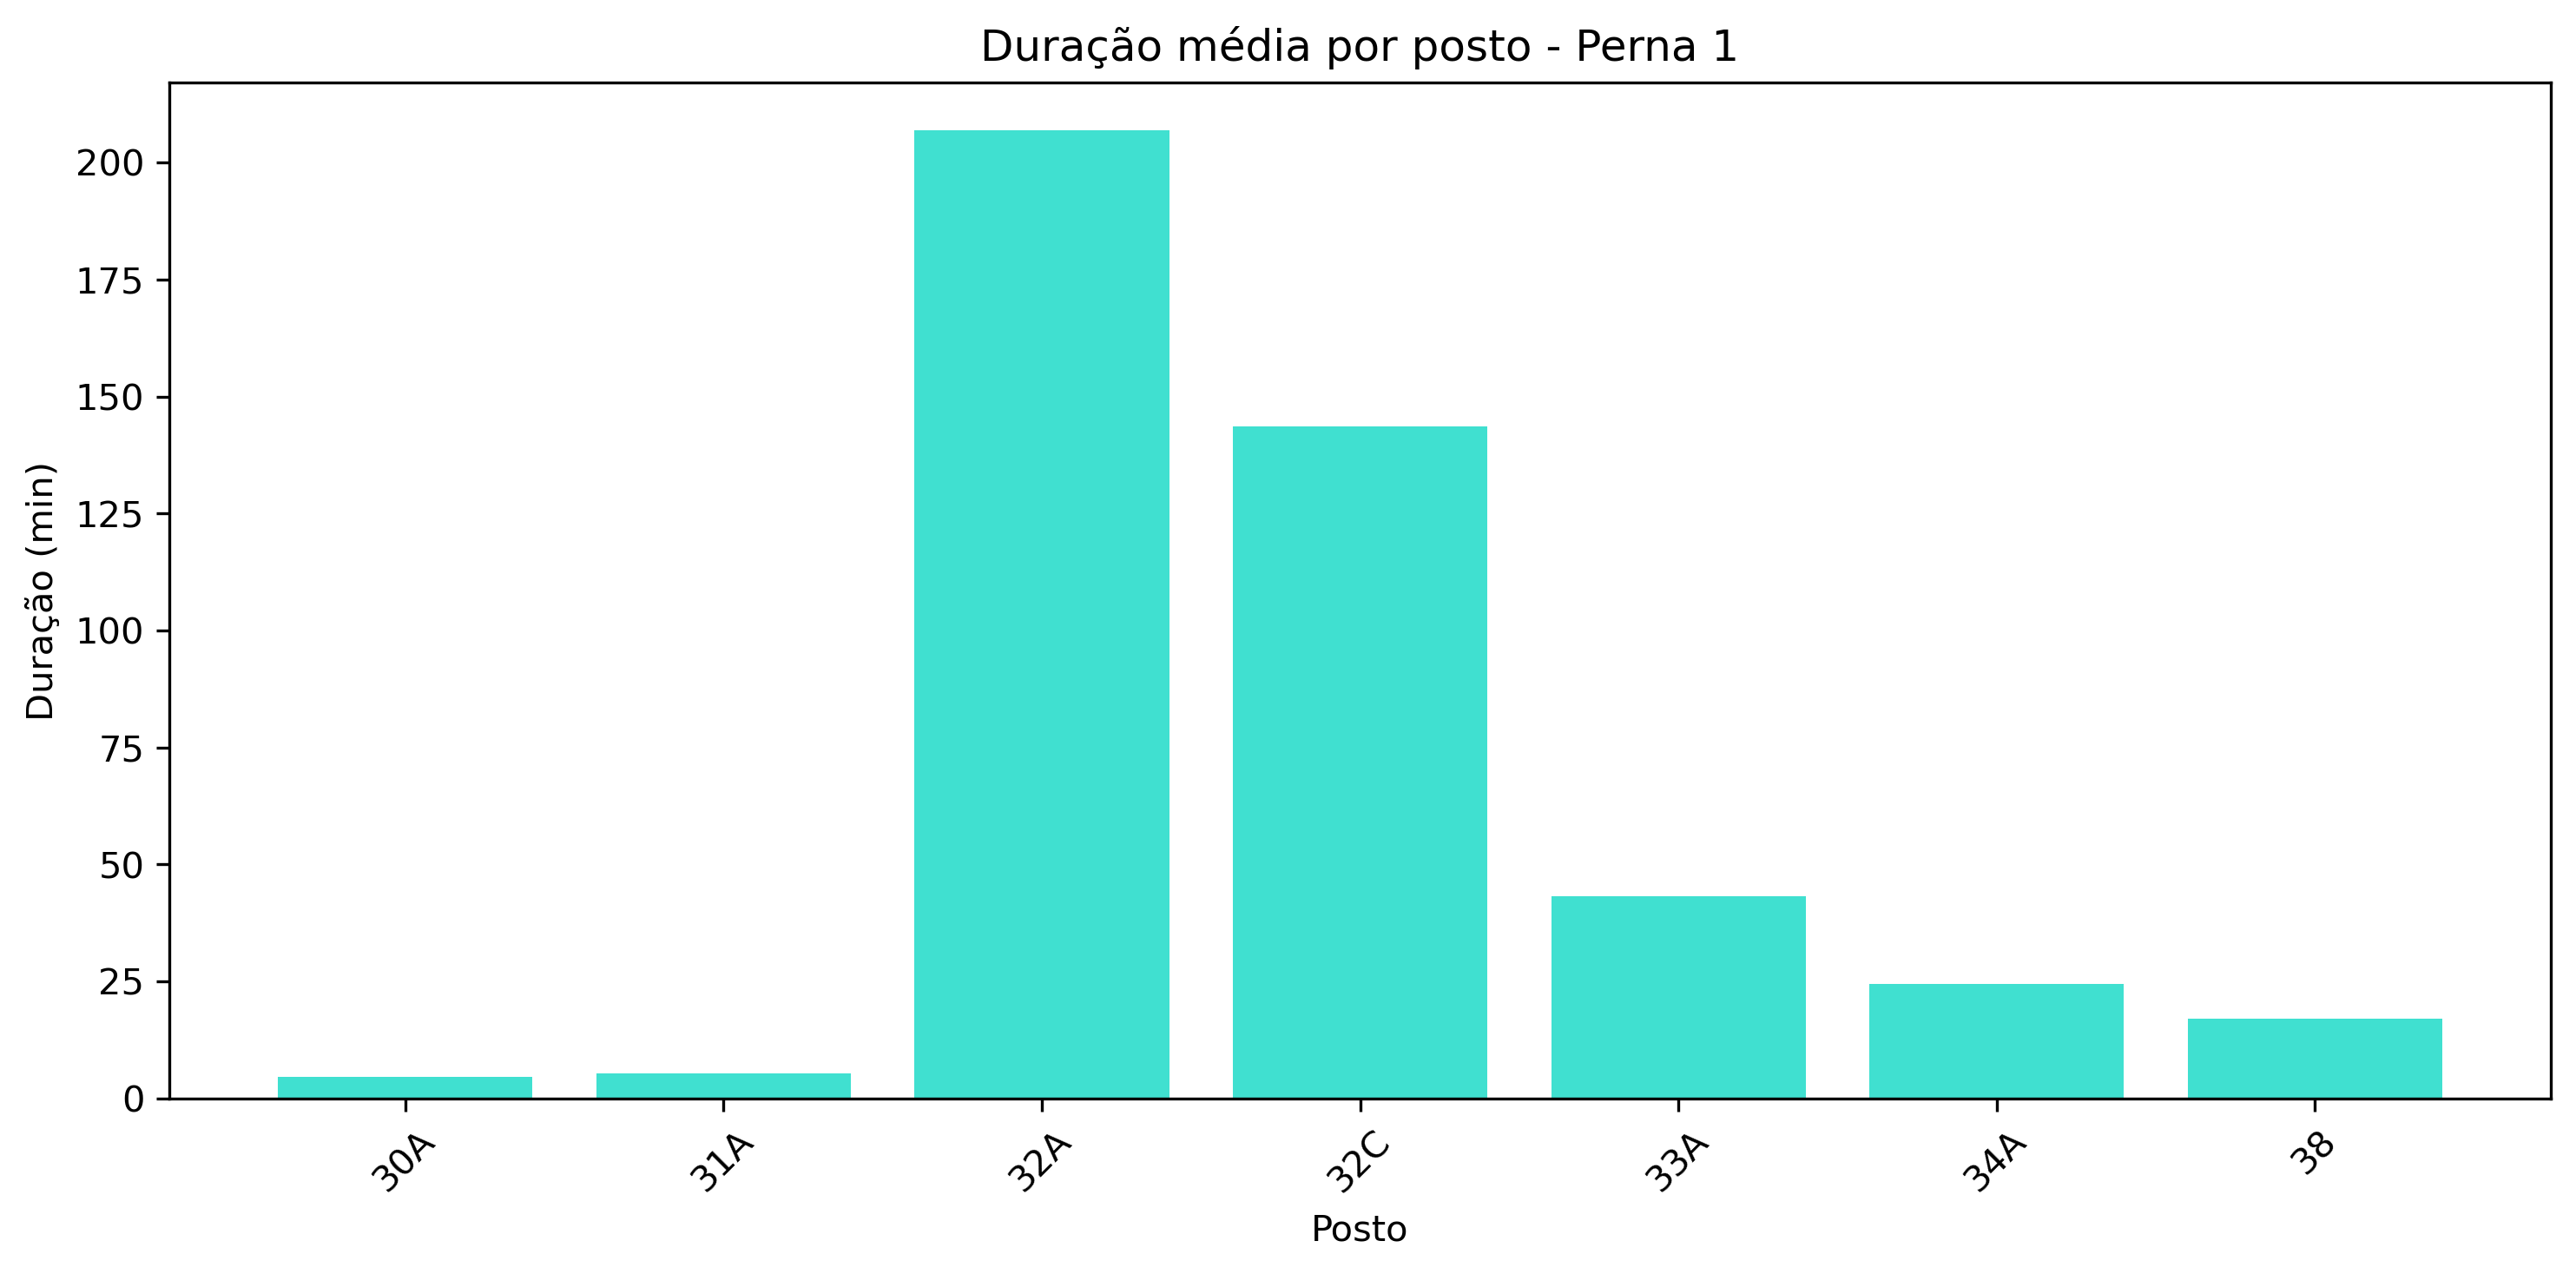 Duração média por posto - Perna 1
Duração (min)
200
175
150
125
100
75
50
25
0
30A
31A
32A
32C
33A
34A
38
Posto